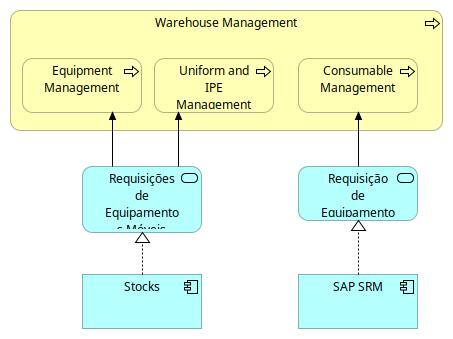 Warehouse Management
Equipment
Management
Uniform and
IPE
Management
Consumable
Management
Requisições
de
Equipamento
s Móveis
Requisição
de
Equipamento
Stocks
SAP SRM